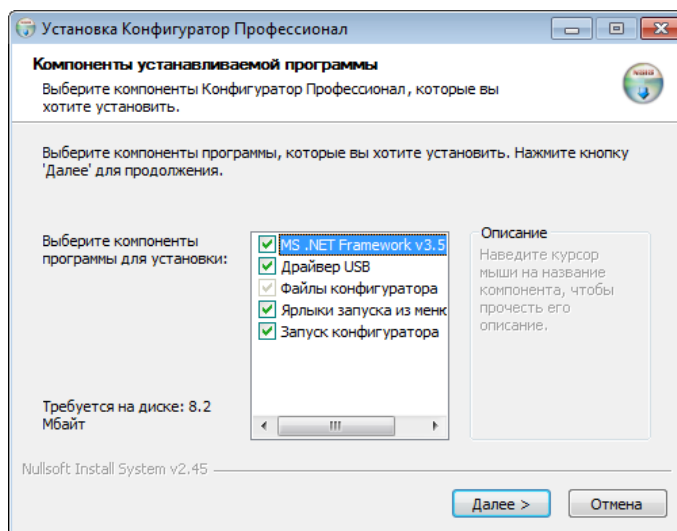 Установка Конфигуратор Профессионал
Компоненты устанавливаемой программы
Выберите компоненты Конфигуратор Профессионал, которые вы
хотите установить.
Выберите компоненты программы, которые вы хотите установить. Нажмите кнопку
'Далее' для продолжения.
Выберите компоненты
программы для установки:
MS .NET Framework v3.5
Драйвер USB
Файлы конфигуратора
Ярлыки запуска из
Запуск конфигуратора
Описание
Наведите курсор
мыши на название
компонента, чтобы
прочесть его
описание.
Требуется на диске: 8.2
Мбайт
Nullsoft Install System v2.45
Далее >
Отмена